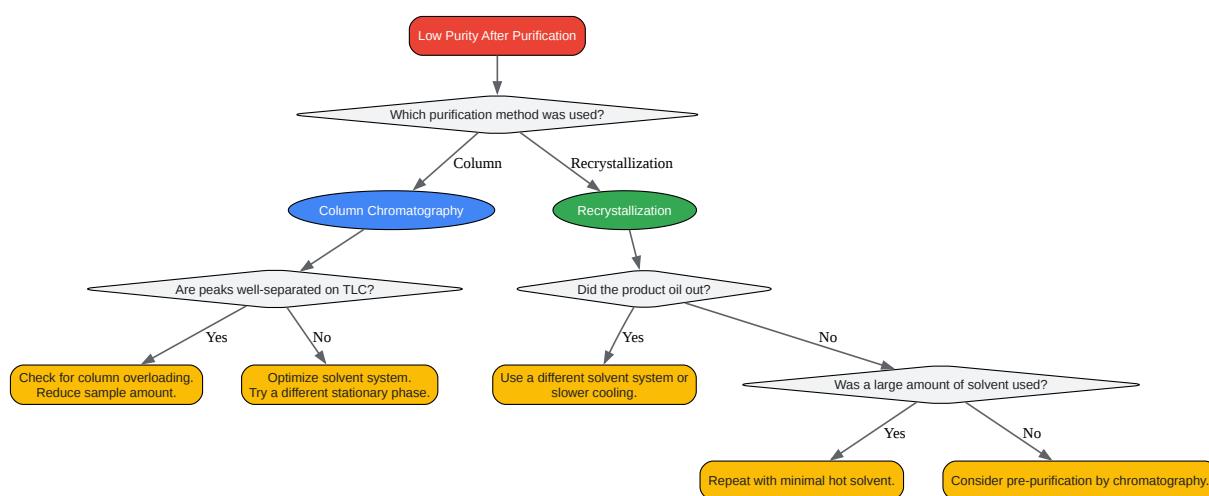 Low Purity After Purification
Which purification method was used?
Column
Recrystallization
Column Chromatography
Recrystallization
Are peaks well-separated on TLC?
Did the product oil out?
Yes
No
Yes
No
Check for column overloading.
Reduce sample amount.
Optimize solvent system.
Try a different stationary phase.
Use a different solvent system or
slower cooling.
Was a large amount of solvent used?
Yes
No
Repeat with minimal hot solvent.
Consider pre-purification by chromatography.